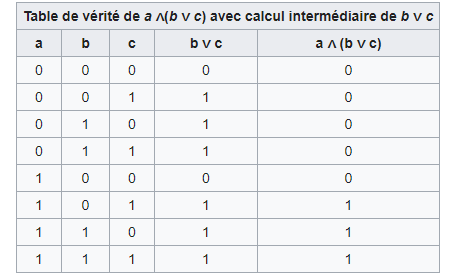 Table de vérité de a ∧(b ∨ c) avec calcul intermédiaire de b ∨ c
a b c b ∨ c a ∧ (b ∨ c)
0 0 0 0 0
0 0 1 1 0
0 1 0 1 0
0 1 1 1 0
1 0 0 0 0
1 0 1 1 1
1 1 0 1 1
1 1 1 1 1